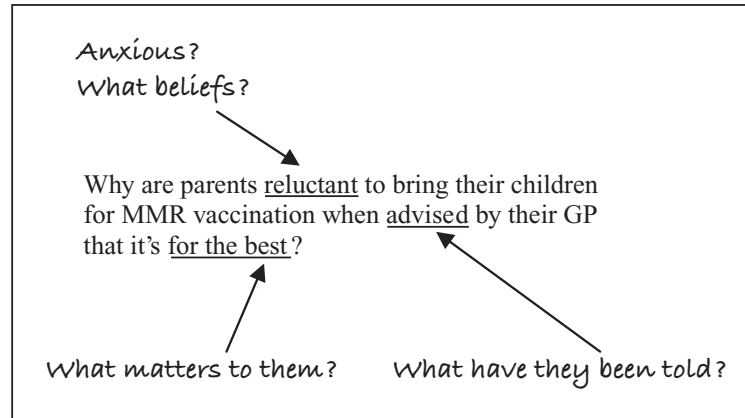 Anxious?
What beliefs?
Why are parents reluctant to bring their children
for MMR vaccination when advised by their GP
that it's for the best?
What matters to them?
What have they been told?